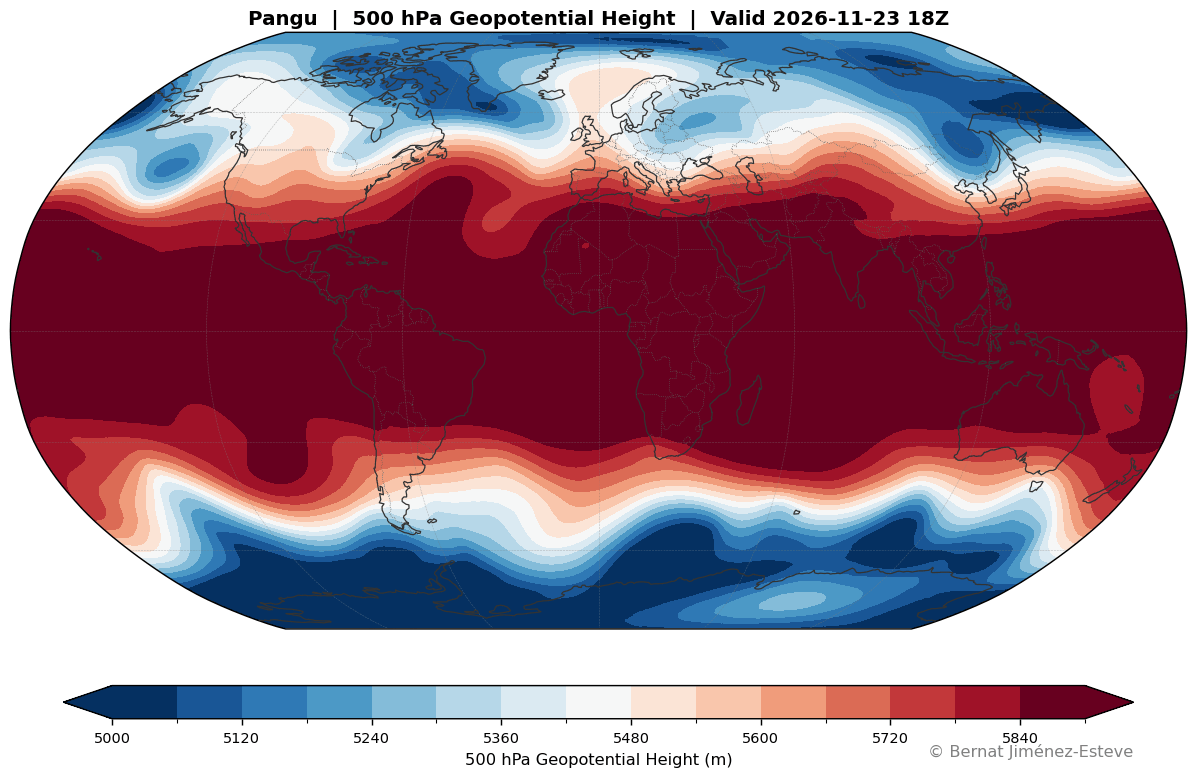 Pangu | 500 hPa Geopotential Height | Valid 2026-11-23 18Z
5000 5120 5240 5360 5480 5600 5720 5840
500 hPa Geopotential Height (m)
© Bernat Jiménez-Esteve